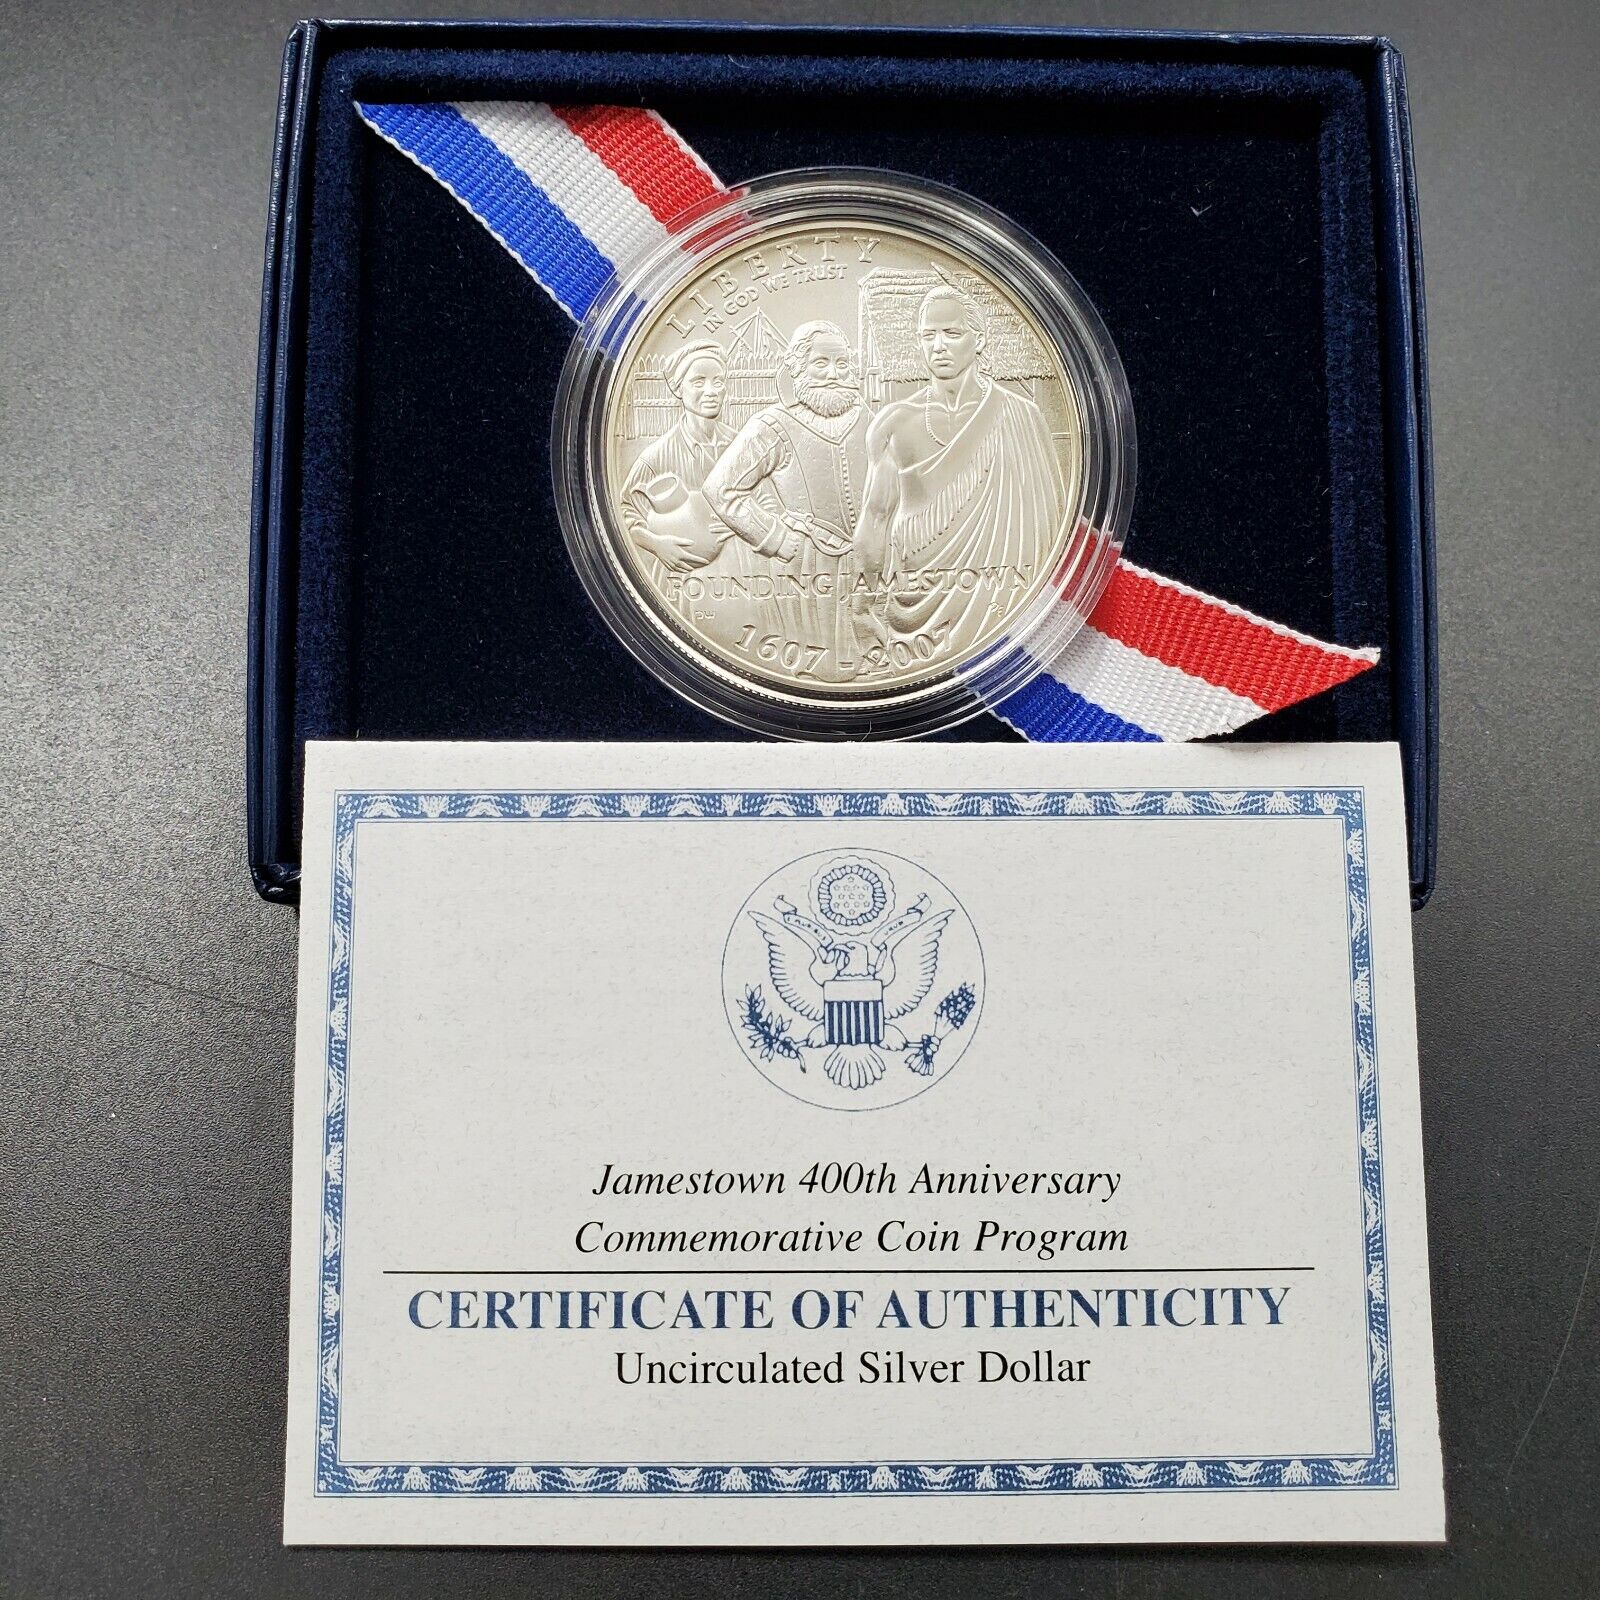 LIBERTY
IN GOD WE TRUST
FOUNDING JAMESTOWN
DW
1607-2007
Jamestown 400th Anniversary
Commemorative Coin Program
CERTIFICATE OF AUTHENTICITY
Uncirculated Silver Dollar